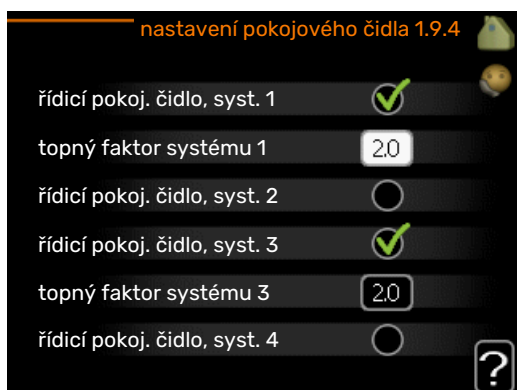 nastavení pokojového čidla 1.9.4
řídicí pokoj. čidlo, syst. 1
topný faktor systému 1 2.0
řídicí pokoj. čidlo, syst. 2
řídicí pokoj. čidlo, syst. 3
topný faktor systému 3 2.0
řídicí pokoj. čidlo, syst. 4
?